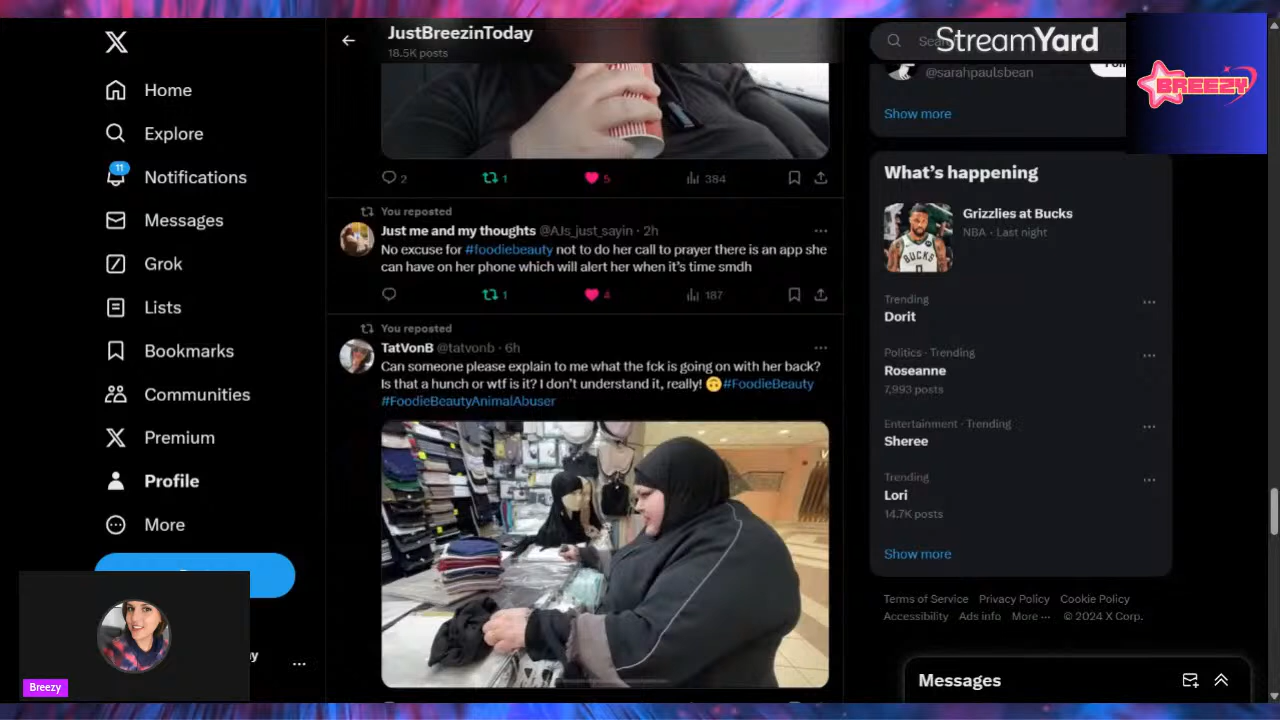 JustBreezinToday
18.5K posts
StreamYard
BREEZY
Home
Explore
11
Notifications
Messages
Grok
Lists
Bookmarks
Communities
Premium
Profile
More
Breezy
2
1
5
384
You reposted
Just me and my thoughts @AJs_just_sayin · 2h
No excuse for #foodiebeauty not to do her call to prayer there is an app she
can have on her phone which will alert her when it's time smdh
1
4
187
You reposted
TatVonB @tatvonb · 6h
Can someone please explain to me what the fck is going on with her back?
Is that a hunch or wtf is it? I don't understand it, really! 🙃#FoodieBeauty
#FoodieBeautyAnimalAbuser
@sarahpaulsbean
Show more
What's happening
Grizzlies at Bucks
NBA · Last night
BUCKS
Trending
Dorit
Politics · Trending
Roseanne
7,993 posts
Entertainment · Trending
Sheree
Trending
Lori
14.7K posts
Show more
Terms of Service Privacy Policy Cookie Policy
Accessibility Ads info More ··· © 2024 X Corp.
Messages